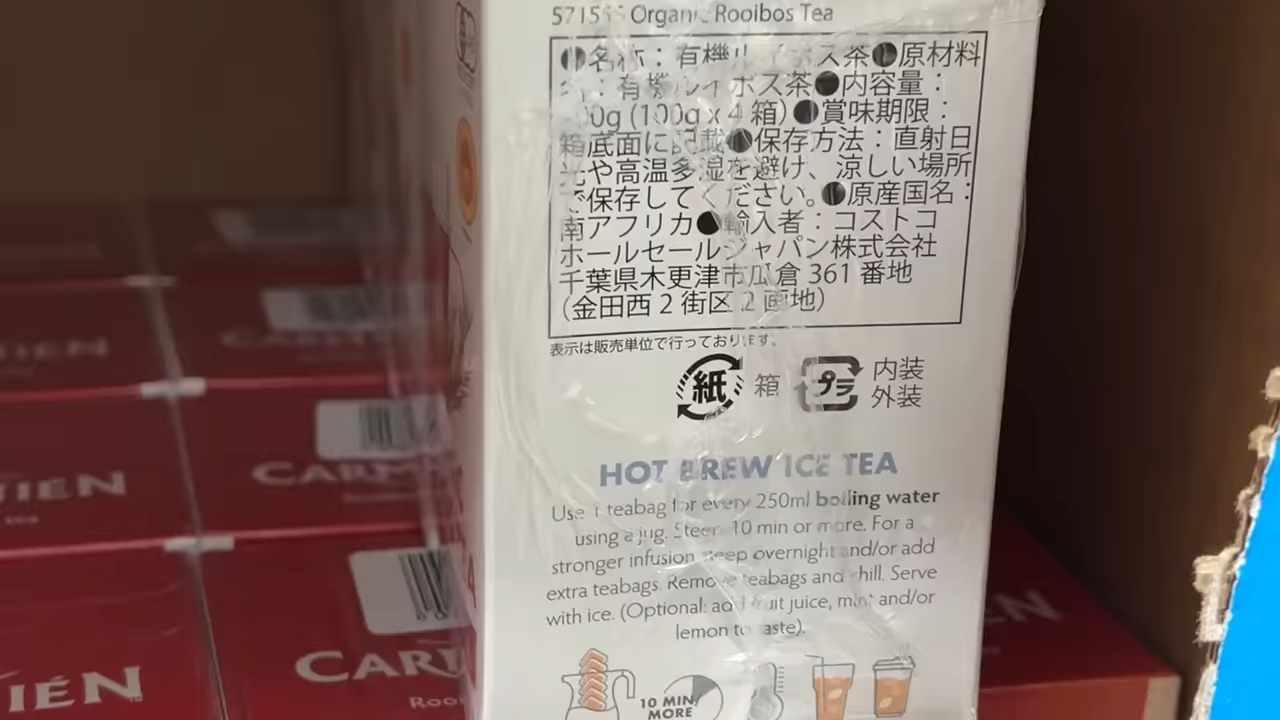 Organic Rooibos Tea
●名称：有機ルイボス茶●原材料
：有機ルイボス茶●内容量：
(100g x 4 箱)●賞味期限：
箱底面に記載●保存方法：直射日
光や高温多湿を避け、涼しい場所
で保存してください。●原産国名：
南アフリカ●輸入者：コストコ
ホールセールジャパン株式会社
千葉県木更津市瓜倉 361 番地
（金田西 2 街区 2 画地）
表示は販売単位で行っております。
紙 箱 プラ 内装
外装
HOT BREW ICE TEA
Use 1 teabag for every 250ml boiling water
using a jug. Steep 10 min or more. For a
stronger infusion steep overnight and/or add
extra teabags. Remove teabags and chill. Serve
with ice. (Optional: add fruit juice, mint and/or
lemon to taste).
10 MIN/
MORE
CARM
CARM